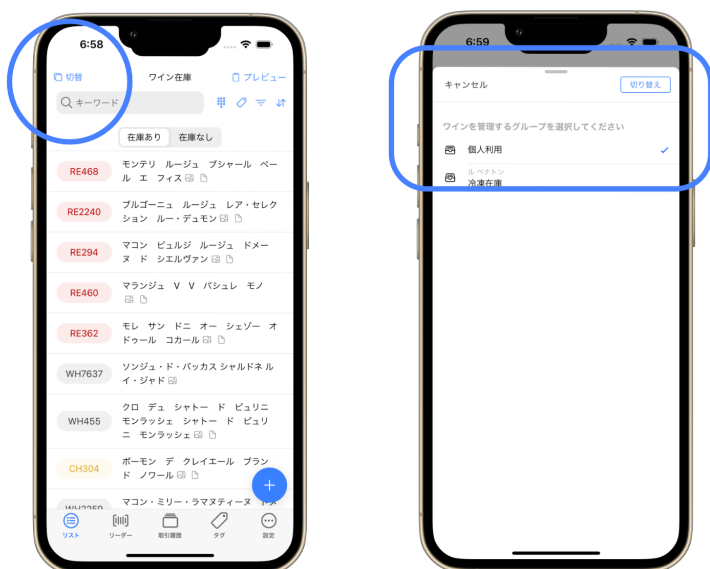 6:58
切替
ワイン在庫
プレビュー
キーワード
在庫あり
在庫なし
RE468
モンテリ ルージュ ブシャール ペー
ル エ フィス
RE2240
ブルゴーニュ ルージュ レア・セレク
ション ルー・デュモン
RE294
マコン ピュルジ ルージュ ドメー
ヌ ド シエルヴァン
RE460
マランジュ V V バシュレ モノ
RE362
モレ サン ドニ オー シェゾー オ
ドゥール コカール
WH7637
ソンジュ・ド・バッカス シャルドネ ル
イ・ジャド
WH455
クロ デュ シャトー ド ピュリニ
モンラッシェ シャトー ド ピュリ
ニ モンラッシェ
CH304
ボーモン デ クレイエール ブラン
ド ノワール
マコン・ミリー・ラマヌティーヌ
リスト
リーダー
取引履歴
タグ
設定
6:59
キャンセル
切り替え
ワインを管理するグループを選択してください
個人利用
ル ベナトン
冷凍在庫